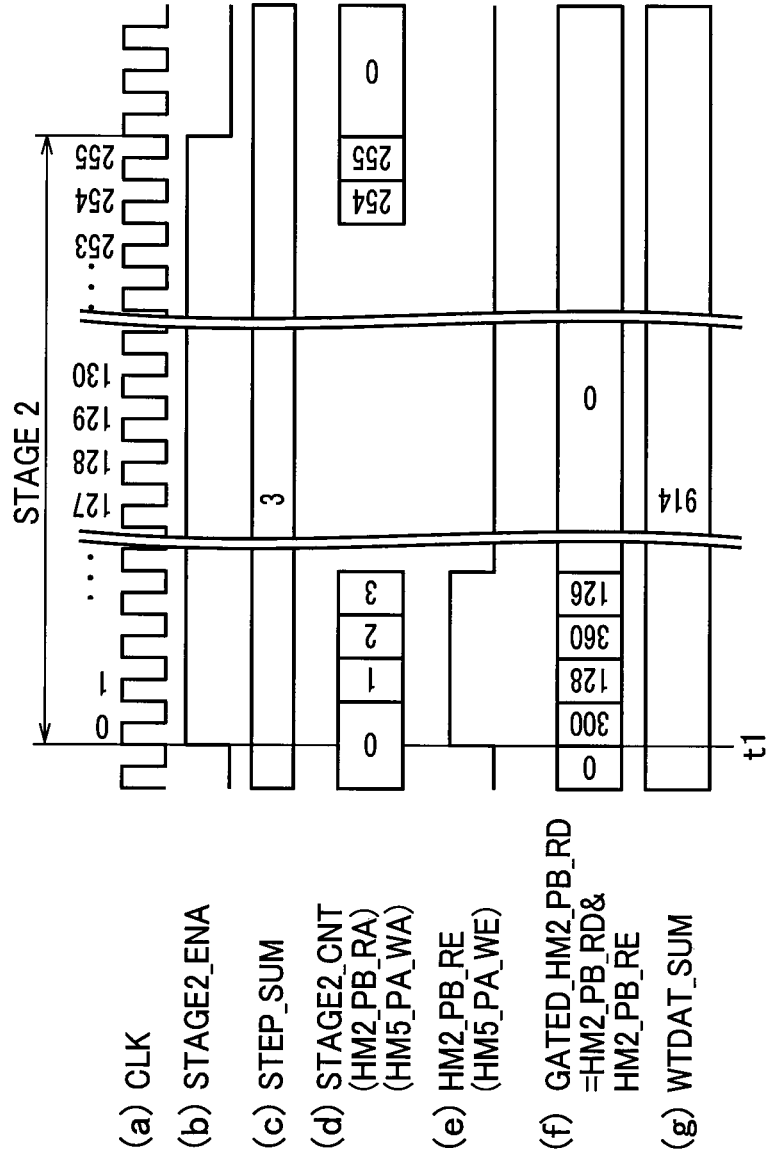 STAGE 2
0 1 ... 127 128 129 130 ... 253 254 255
(a) CLK
(b) STAGE2_ENA
(c) STEP_SUM
3
(d) STAGE2_CNT
(HM2_PB_RA)
(HM5_PA_WA)
0 1 2 3 254 255 0
(e) HM2_PB_RE
(HM5_PA_WE)
(f) GATED_HM2_PB_RD
=HM2_PB_RD&
HM2_PB_RE
0 300 128 360 126 0
(g) WTDAT_SUM
914
t1